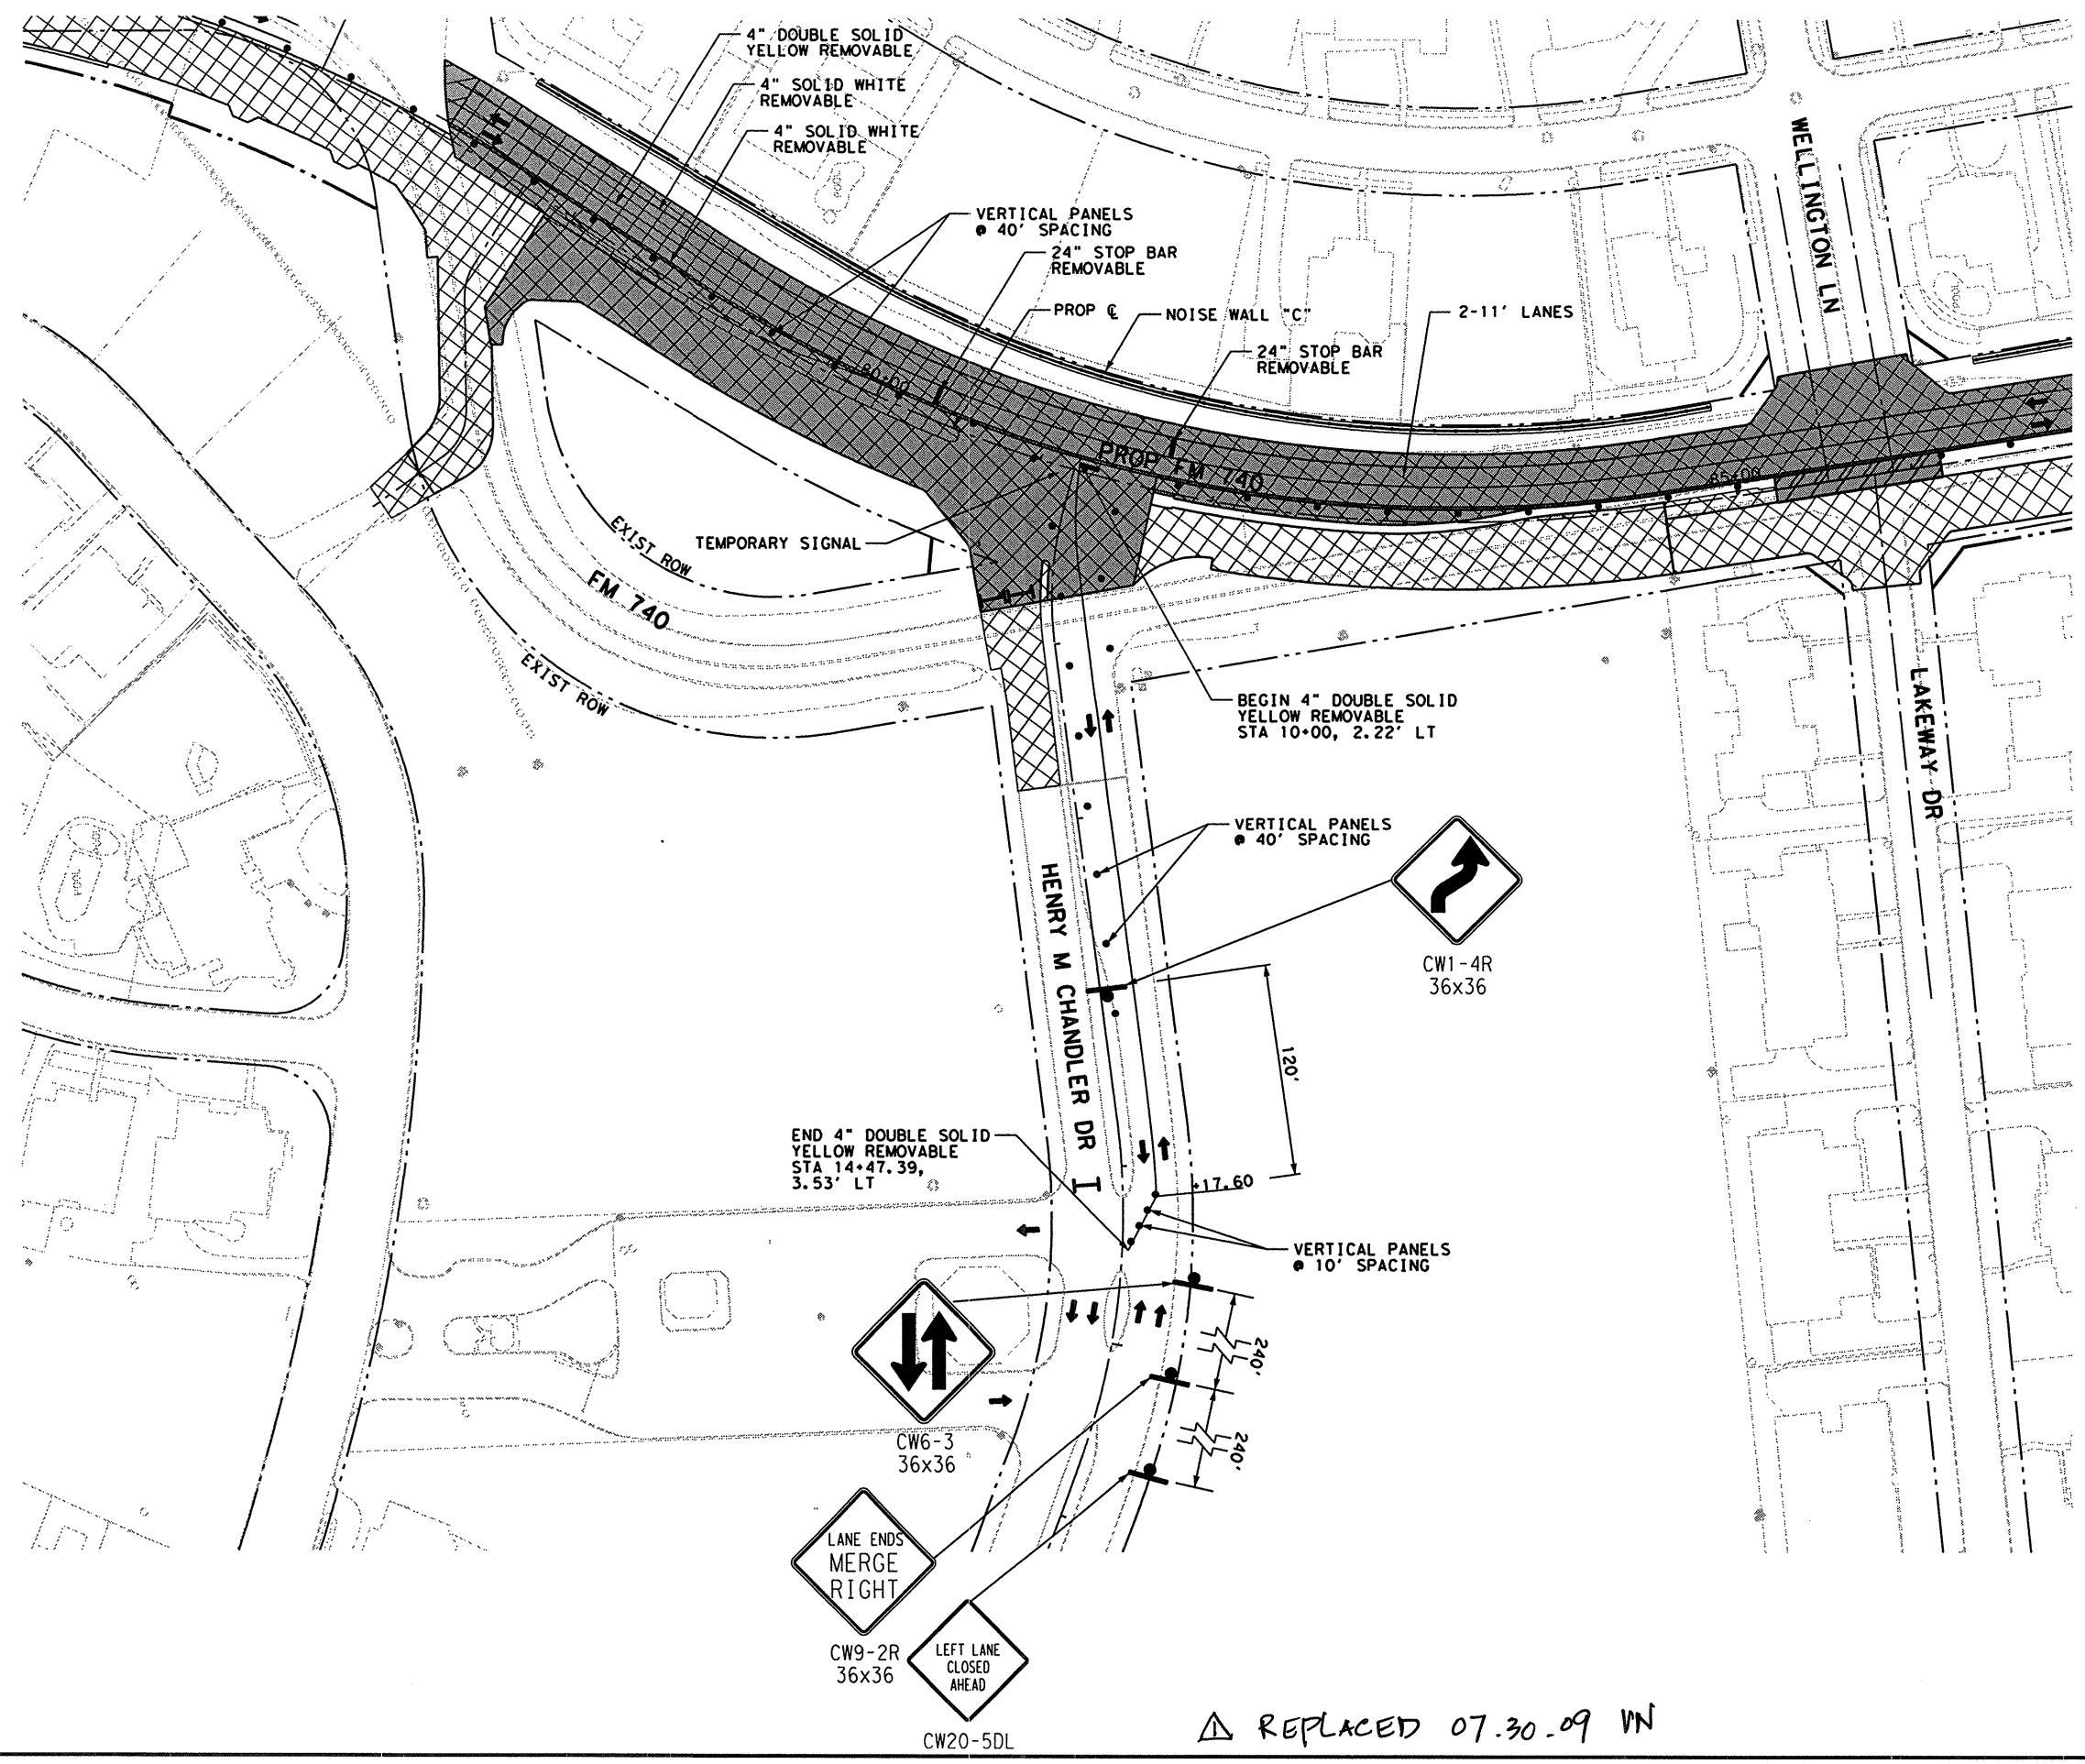 4" DOUBLE SOLID
YELLOW REMOVABLE
4" SOLID WHITE
REMOVABLE
4" SOLID WHITE
REMOVABLE
VERTICAL PANELS
@ 40' SPACING
24" STOP BAR
REMOVABLE
PROP ℄
NOISE WALL "C"
2-11' LANES
24" STOP BAR
REMOVABLE
WELLINGTON LN
80+00
PROP FM 740
85+00
EXIST ROW
TEMPORARY SIGNAL
FM 740
EXIST ROW
BEGIN 4" DOUBLE SOLID
YELLOW REMOVABLE
STA 10+00, 2.22' LT
LAKEWAY DR
VERTICAL PANELS
@ 40' SPACING
HENRY M CHANDLER DR
CW1-4R
36x36
120'
END 4" DOUBLE SOLID
YELLOW REMOVABLE
STA 14+47.39,
3.53' LT
+17.60
VERTICAL PANELS
@ 10' SPACING
240'
240'
CW6-3
36x36
LANE ENDS
MERGE
RIGHT
CW9-2R
36x36
LEFT LANE
CLOSED
AHEAD
CW20-5DL
1 REPLACED 07.30.09 VN